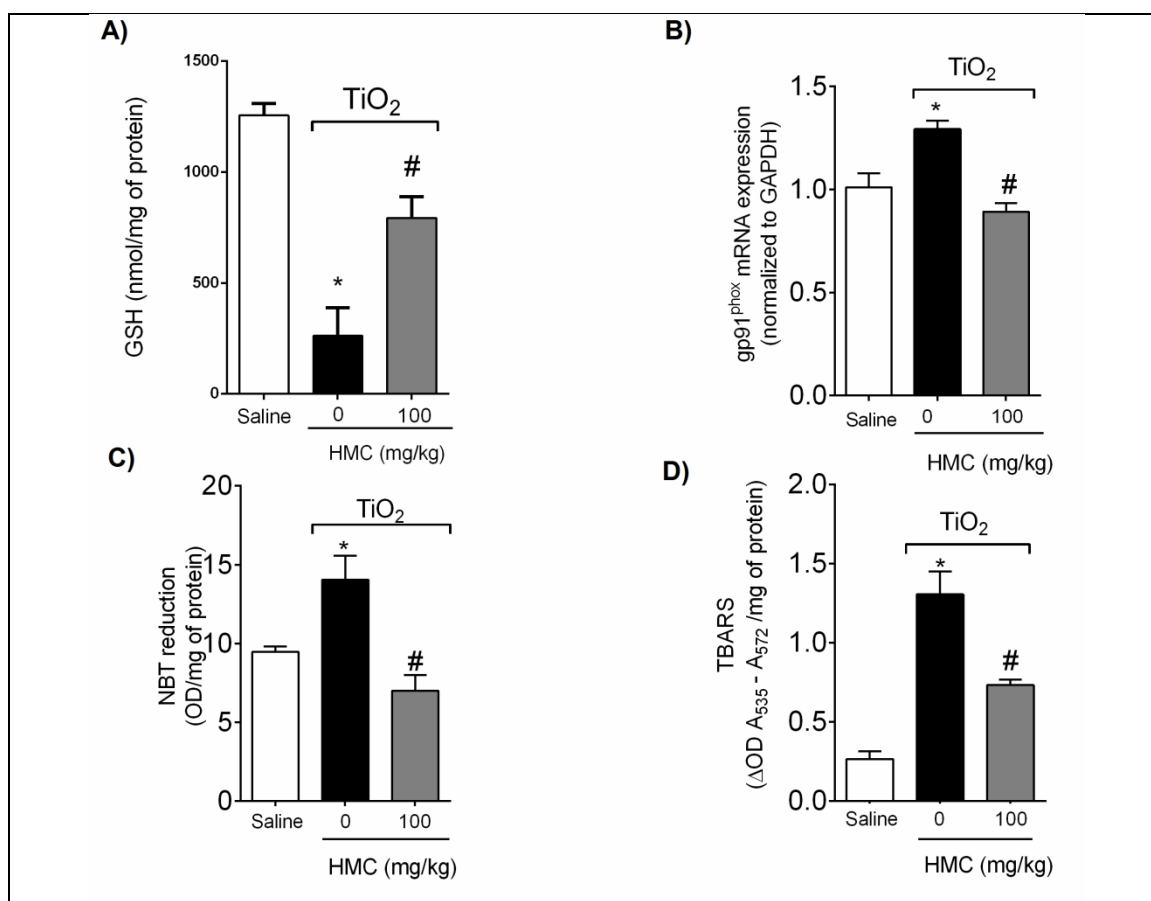 A)
GSH (nmol/mg of protein)
1500
1000
500
0
TiO₂
*
#
Saline
0
100
HMC (mg/kg)
B)
gp91ᵖʰᵒˣ mRNA expression
(normalized to GAPDH)
1.5
1.0
0.5
0.0
TiO₂
*
#
Saline
0
100
HMC (mg/kg)
C)
NBT reduction
(OD/mg of protein)
20
15
10
5
0
TiO₂
*
#
Saline
0
100
HMC (mg/kg)
D)
TBARS
(ΔOD A₅₃₅ - A₅₇₂ /mg of protein)
2.0
1.5
1.0
0.5
0.0
TiO₂
*
#
Saline
0
100
HMC (mg/kg)